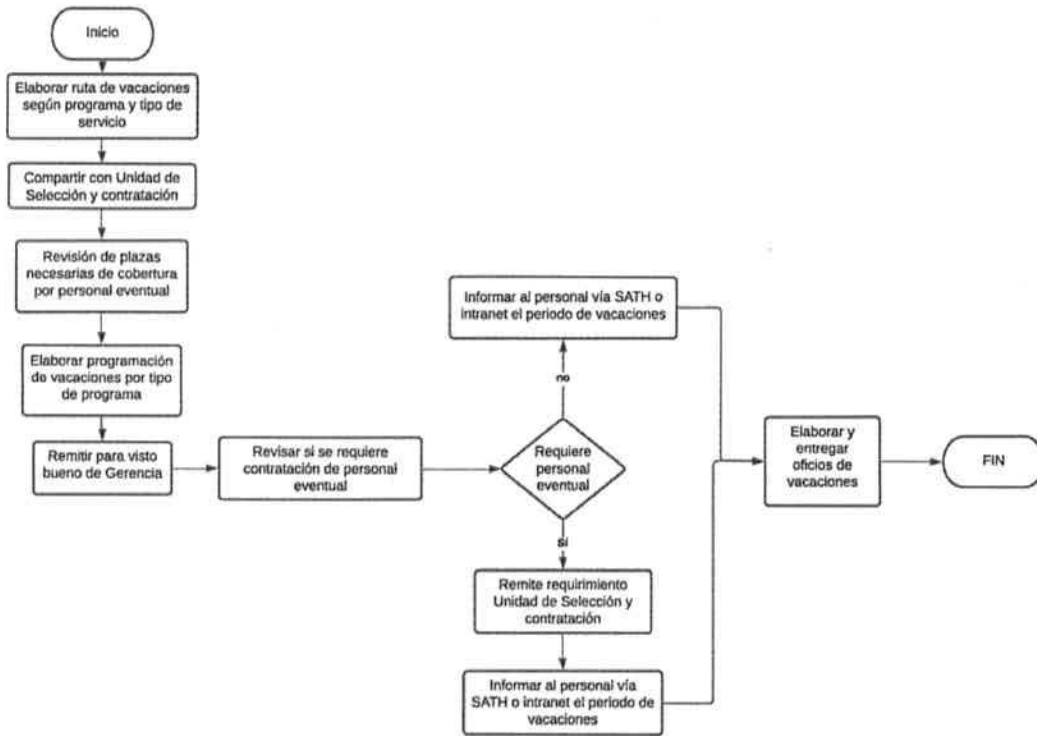 Inicio
Elaborar ruta de vacaciones
según programa y tipo de
servicio
Compartir con Unidad de
Selección y contratación
Revisión de plazas
necesarias de cobertura
por personal eventual
Elaborar programación
de vacaciones por tipo
de programa
Remitir para visto
bueno de Gerencia
Revisar si se requiere
contratación de personal
eventual
Requiere
personal
eventual
no
Informar al personal vía SATH o
intranet el periodo de vacaciones
Sí
Remite requirimiento
Unidad de Selección y
contratación
Informar al personal vía
SATH o intranet el periodo de
vacaciones
Elaborar y
entregar
oficios de
vacaciones
FIN